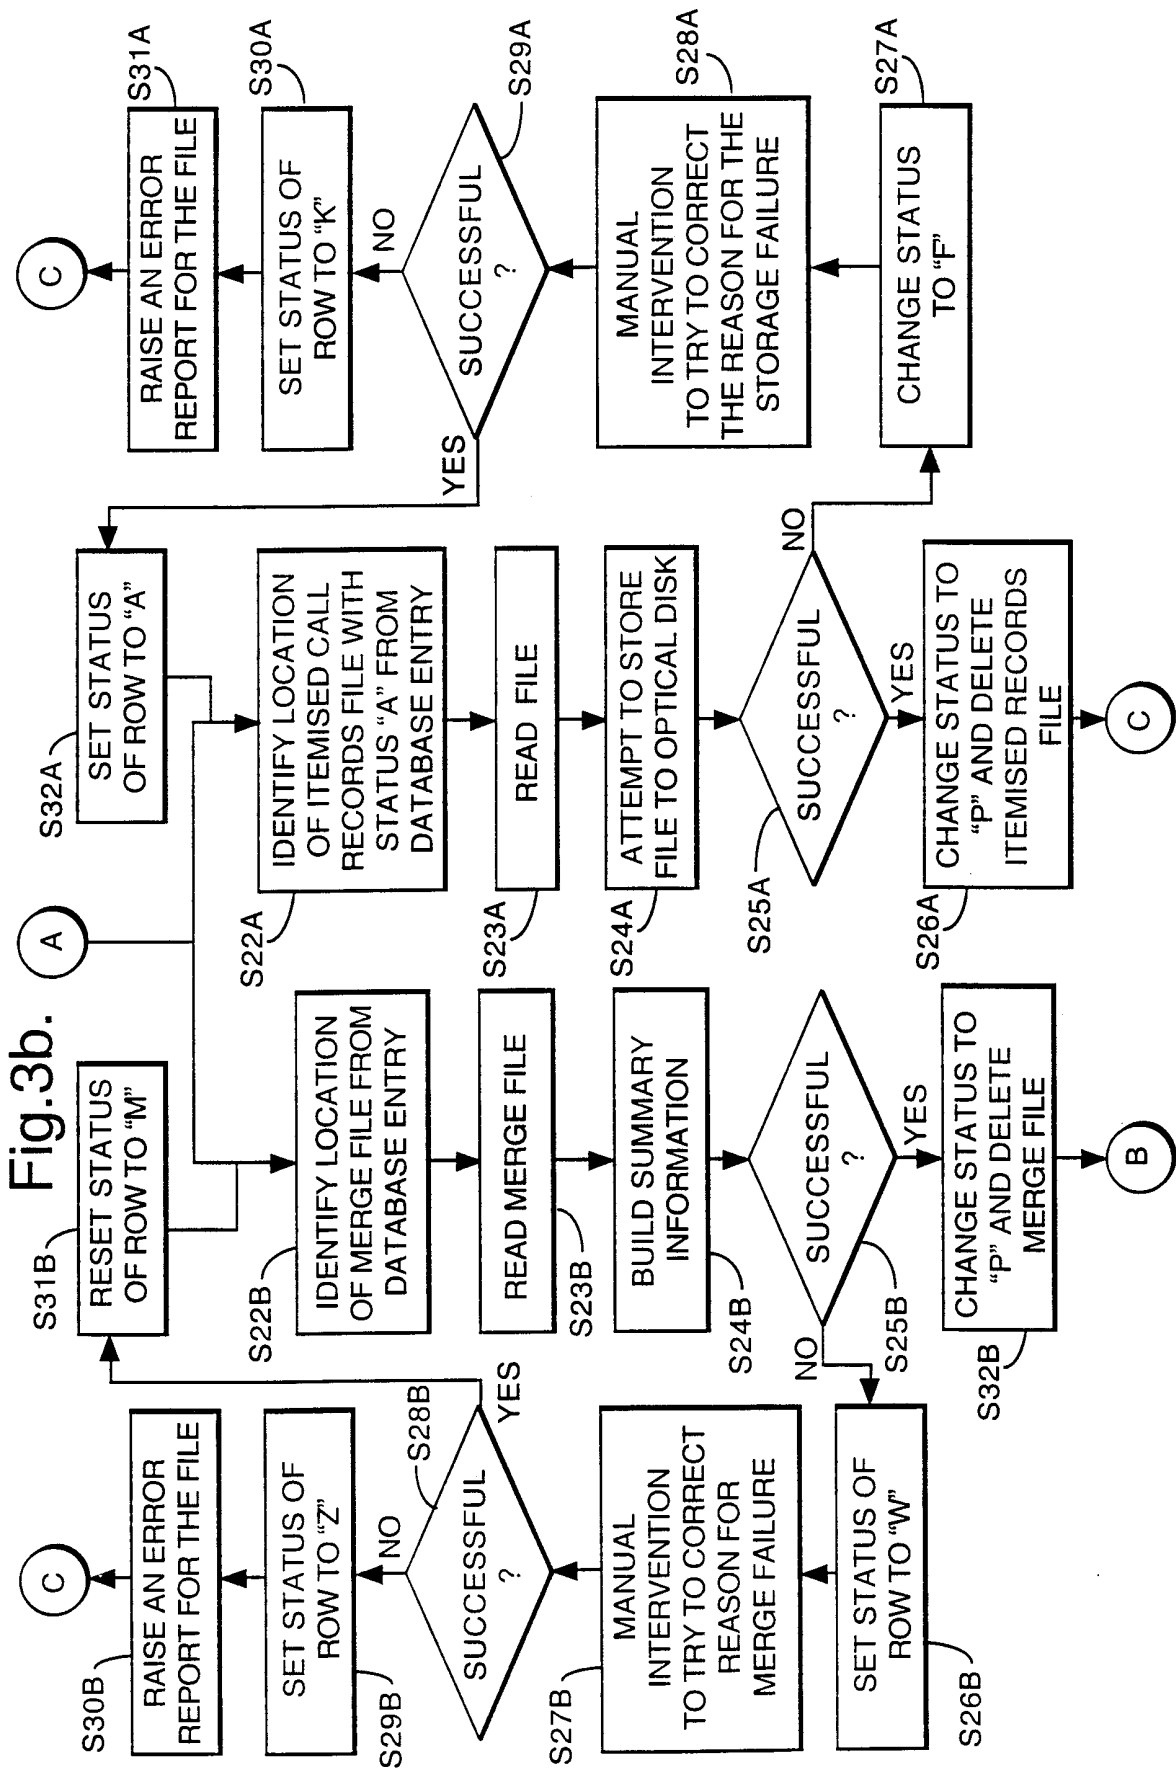 Fig.3b.
A
S31B
RESET STATUS
OF ROW TO "M"
S22B
IDENTIFY LOCATION
OF MERGE FILE FROM
DATABASE ENTRY
READ MERGE FILE
S23B
BUILD SUMMARY
INFORMATION
S24B
SUCCESSFUL
?
S25B
NO
YES
CHANGE STATUS TO
"P" AND DELETE
MERGE FILE
S32B
B
SET STATUS OF
ROW TO "W"
S26B
MANUAL
INTERVENTION
TO TRY TO CORRECT
REASON FOR
MERGE FAILURE
S27B
SUCCESSFUL
?
S28B
YES
NO
SET STATUS OF
ROW TO "Z"
S29B
RAISE AN ERROR
REPORT FOR THE FILE
S30B
C
S32A
SET STATUS
OF ROW TO "A"
IDENTIFY LOCATION
OF ITEMISED CALL
RECORDS FILE WITH
STATUS "A" FROM
DATABASE ENTRY
S22A
READ FILE
S23A
ATTEMPT TO STORE
FILE TO OPTICAL DISK
S24A
SUCCESSFUL
?
S25A
NO
YES
CHANGE STATUS TO
"P" AND DELETE
ITEMISED RECORDS
FILE
S26A
C
CHANGE STATUS
TO "F"
S27A
MANUAL
INTERVENTION
TO TRY TO CORRECT
THE REASON FOR THE
STORAGE FAILURE
S28A
SUCCESSFUL
?
S29A
YES
NO
SET STATUS OF
ROW TO "K"
S30A
RAISE AN ERROR
REPORT FOR THE FILE
S31A
C